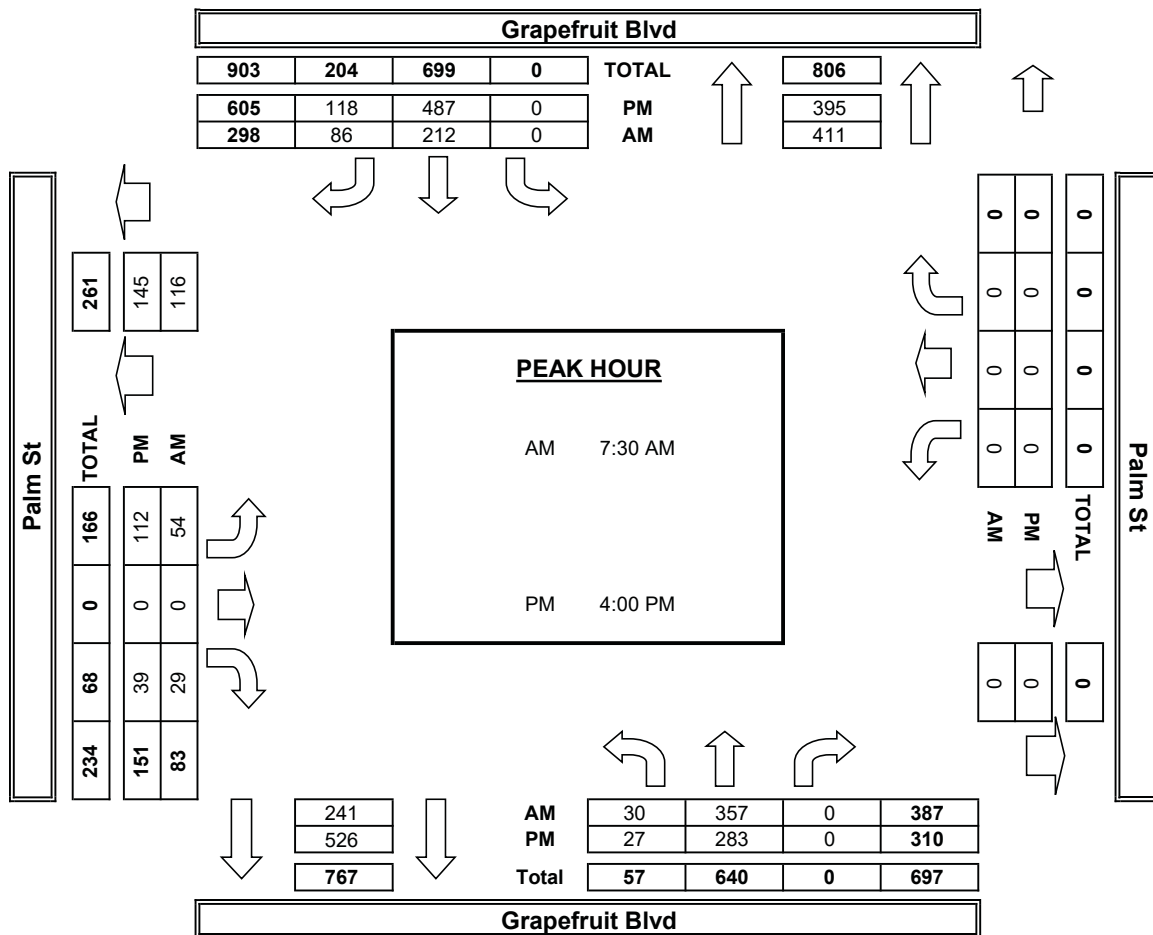 Grapefruit Blvd
903 204 699 0 TOTAL 806
605 118 487 0 PM 395
298 86 212 0 AM 411
Palm St
261 145 116
TOTAL PM AM
166 112 54
0 0 0
68 39 29
234 151 83
PEAK HOUR
AM 7:30 AM
PM 4:00 PM
0 0 0
0 0 0
0 0 0
0 0 0
AM PM TOTAL
0 0 0
Palm St
241 AM 30 357 0 387
526 PM 27 283 0 310
767 Total 57 640 0 697
Grapefruit Blvd